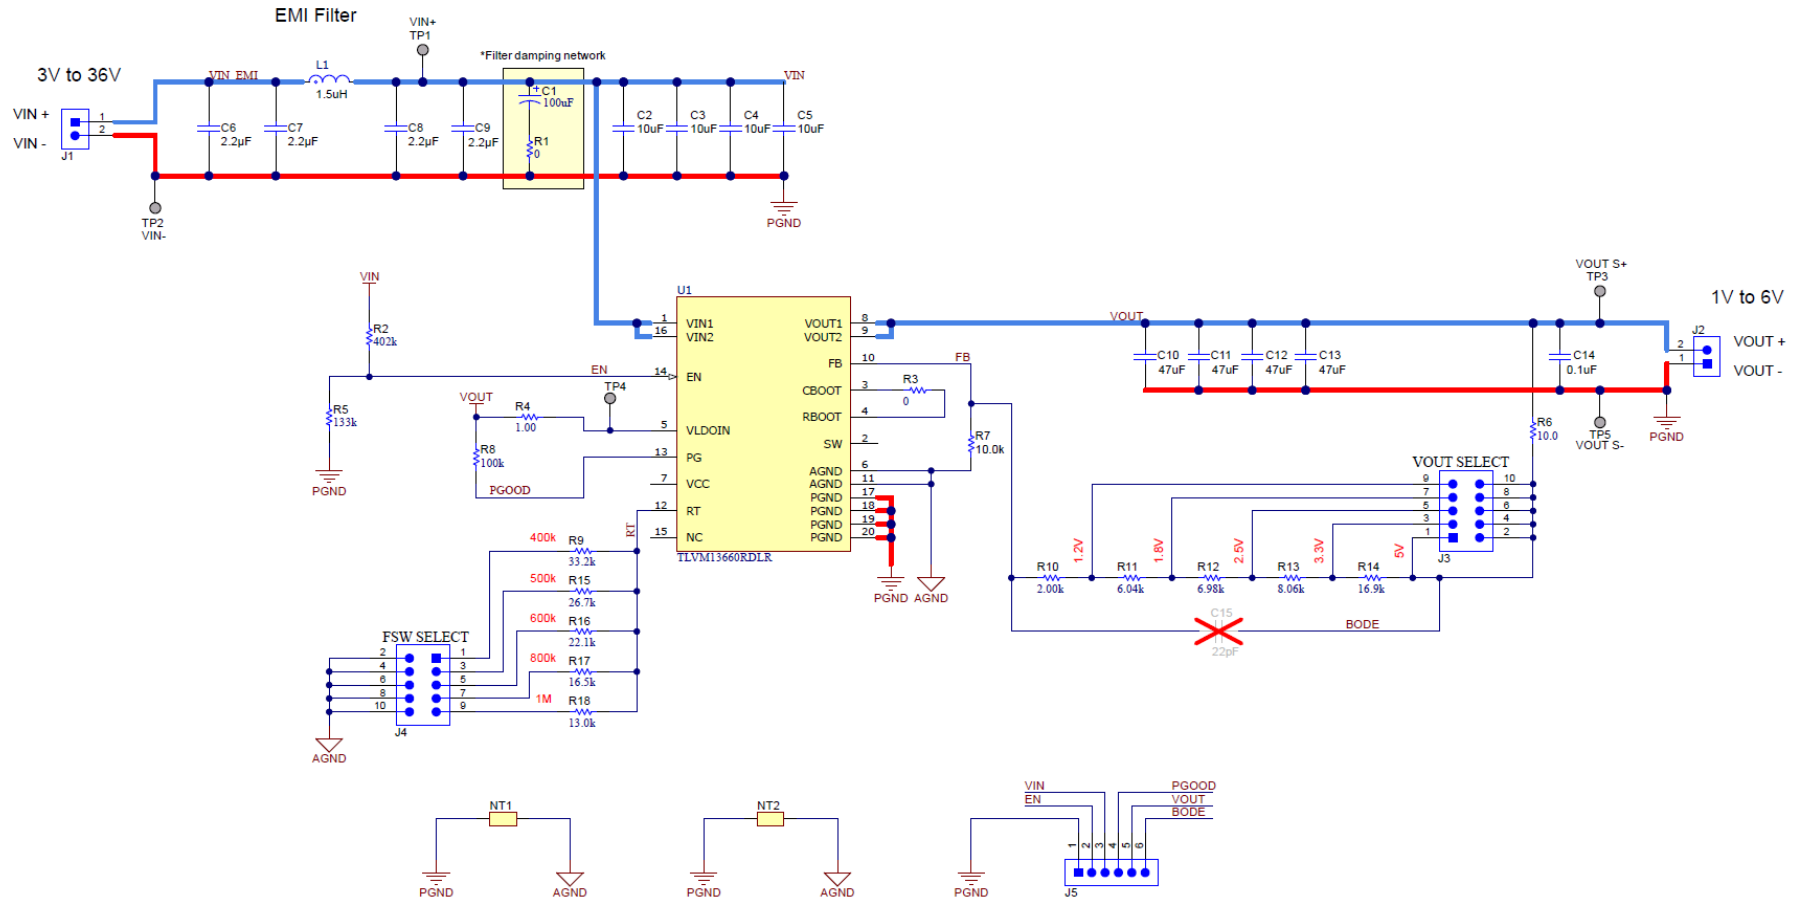 EMI Filter
VIN+
TP1
*Filter damping network
3V to 36V
VIN_EMI
L1
1.5uH
VIN
VIN +
VIN -
1
2
J1
C6
2.2µF
C7
2.2µF
C8
2.2µF
C9
2.2µF
+
C1
100uF
R1
0
C2
10uF
C3
10uF
C4
10uF
C5
10uF
TP2
VIN-
PGND
VIN
R2
402k
EN
R5
133k
PGND
VOUT
R4
1.00
TP4
R8
100k
PGOOD
U1
1
VIN1
16
VIN2
14
EN
5
VLDOIN
13
PG
7
VCC
12
RT
15
NC
VOUT1
8
VOUT2
9
FB
10
CBOOT
3
RBOOT
4
SW
2
AGND
6
AGND
11
PGND
17
PGND
18
PGND
19
PGND
20
TLVM13660RDLR
FB
R3
0
R7
10.0k
PGND
AGND
VOUT
C10
47uF
C11
47uF
C12
47uF
C13
47uF
VOUT S+
TP3
C14
0.1uF
TP5
VOUT S-
1V to 6V
J2
2
1
VOUT +
VOUT -
PGND
R6
10.0
VOUT SELECT
9
10
7
8
5
6
3
4
1
2
J3
1.2V
1.8V
2.5V
3.3V
5V
R10
2.00k
R11
6.04k
R12
6.98k
R13
8.06k
R14
16.9k
C15
22pF
BODE
RT
400k
R9
33.2k
500k
R15
26.7k
600k
R16
22.1k
800k
R17
16.5k
1M
R18
13.0k
FSW SELECT
2
1
4
3
6
5
8
7
10
9
J4
AGND
NT1
PGND
AGND
NT2
PGND
AGND
VIN
EN
PGOOD
VOUT
BODE
1
2
3
4
5
6
J5
PGND